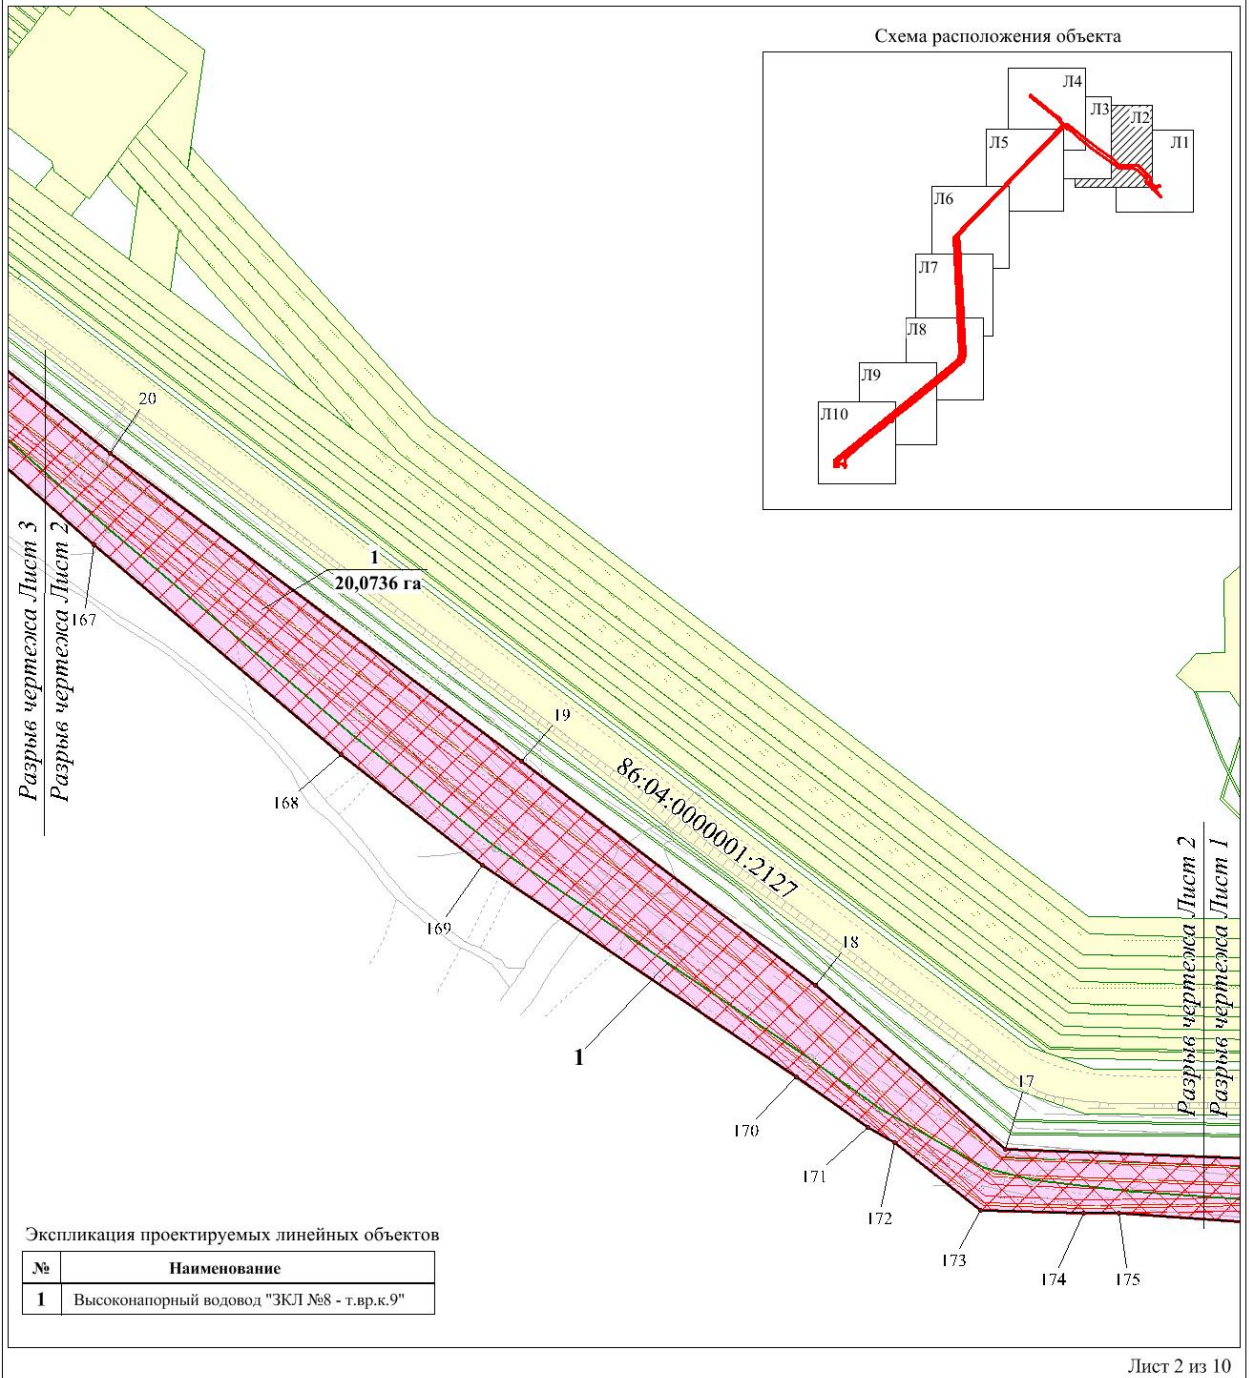 Схема расположения объекта
Л4
Л3
Л2
Л1
Л5
Л6
Л7
Л8
Л9
Л10
20
Разрыв чертежа Лист 3
Разрыв чертежа Лист 2
167
1
20,0736 га
19
86:04:0000001:2127
168
169
18
1
17
Разрыв чертежа Лист 2
Разрыв чертежа Лист 1
170
171
172
173
174
175
Экспликация проектируемых линейных объектов
№ Наименование
1 Высоконапорный водовод "ЗКЛ №8 - т.вр.к.9"
Лист 2 из 10